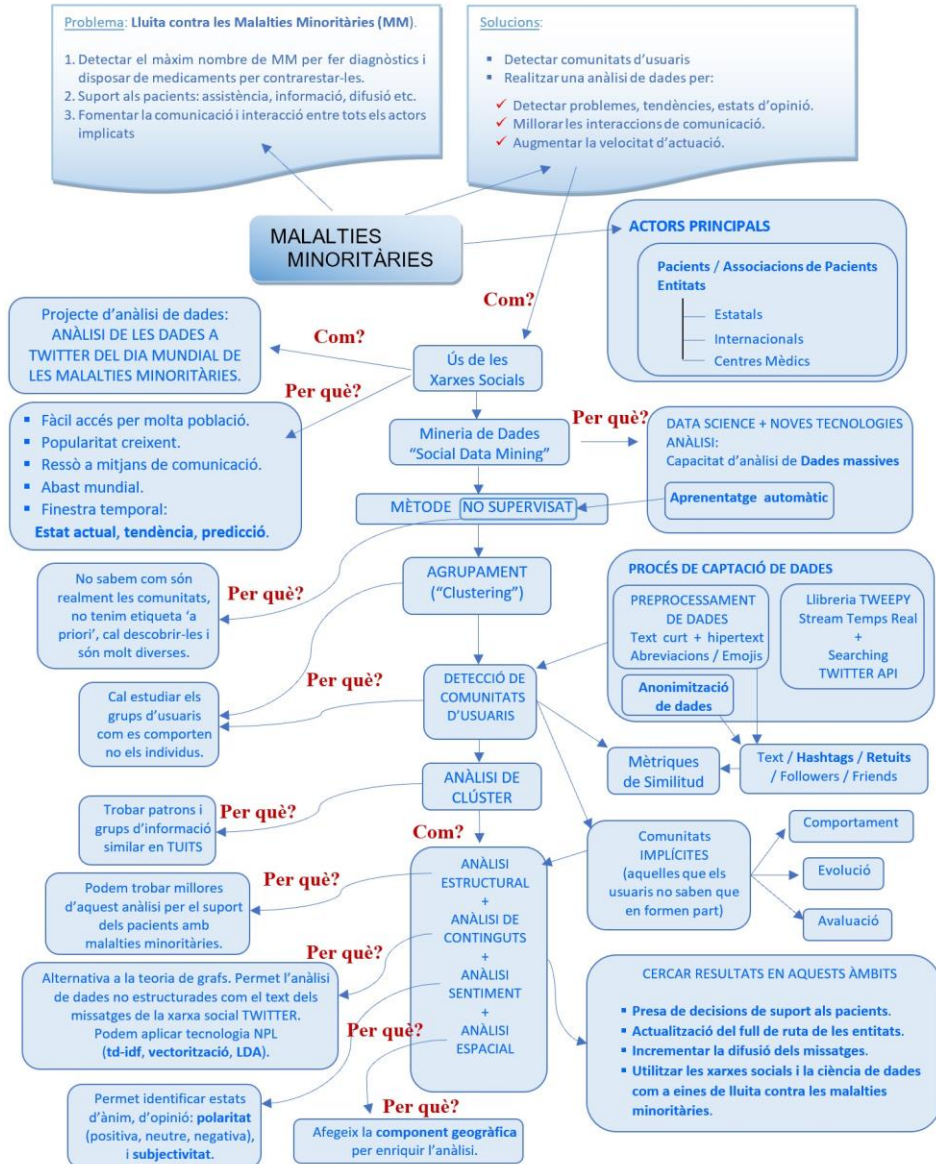 Problema: Lluita contra les Malalties Minoritàries (MM).
1. Detectar el màxim nombre de MM per fer diagnòstics i
disposar de medicaments per contrarestar-les.
2. Suport als pacients: assistència, informació, difusió etc.
3. Fomentar la comunicació i interacció entre tots els actors
implicats
Solucions:
▪ Detectar comunitats d'usuaris
▪ Realitzar una anàlisi de dades per:
✓ Detectar problemes, tendències, estats d'opinió.
✓ Millorar les interaccions de comunicació.
✓ Augmentar la velocitat d'actuació.
MALALTIES
MINORITÀRIES
ACTORS PRINCIPALS
Pacients / Associacions de Pacients
Entitats
Estatals
Internacionals
Centres Mèdics
Com?
Projecte d'anàlisi de dades:
ANÀLISI DE LES DADES A
TWITTER DEL DIA MUNDIAL DE
LES MALALTIES MINORITÀRIES.
Com?
Ús de les
Xarxes Socials
Per què?
▪ Fàcil accés per molta població.
▪ Popularitat creixent.
▪ Ressò a mitjans de comunicació.
▪ Abast mundial.
▪ Finestra temporal:
Estat actual, tendència, predicció.
Mineria de Dades
“Social Data Mining”
Per què?
DATA SCIENCE + NOVES TECNOLOGIES
ANÀLISI:
Capacitat d'anàlisi de Dades massives
Aprenentatge automàtic
MÈTODE NO SUPERVISAT
Per què?
No sabem com són
realment les comunitats,
no tenim etiqueta ‘a
priori’, cal descobrir-les i
són molt diverses.
AGRUPAMENT
(“Clustering”)
PROCÉS DE CAPTACIÓ DE DADES
PREPROCESSAMENT
DE DADES
Text curt + hipertext
Abreviacions / Emojis
Llibreria TWEEPY
Stream Temps Real
+
Searching
TWITTER API
Anonimització
de dades
Per què?
Cal estudiar els
grups d'usuaris
com es comporten
no els individus.
DETECCIÓ DE
COMUNITATS
D'USUARIS
Mètriques
de Similitud
Text / Hashtags / Retuits
/ Followers / Friends
ANÀLISI DE
CLÚSTER
Per què?
Trobar patrons i
grups d'informació
similar en TUITS
Com?
Comunitats
IMPLÍCITES
(aquelles que els
usuaris no saben que
en formen part)
Comportament
Evolució
Avaluació
ANÀLISI
ESTRUCTURAL
+
ANÀLISI DE
CONTINGUTS
+
ANÀLISI
SENTIMENT
+
ANÀLISI
ESPACIAL
Per què?
Podem trobar millores
d'aquest anàlisi per el suport
dels pacients amb
malalties minoritàries.
Per què?
Alternativa a la teoria de grafs. Permet l'anàlisi
de dades no estructurades com el text dels
missatges de la xarxa social TWITTER.
Podem aplicar tecnologia NPL
(td-idf, vectorització, LDA).
Per què?
Permet identificar estats
d'ànim, d'opinió: polaritat
(positiva, neutre, negativa),
i subjectivitat.
Per què?
Afegeix la component geogràfica
per enriquir l'anàlisi.
CERCAR RESULTATS EN AQUESTS ÀMBITS
▪ Presa de decisions de suport als pacients.
▪ Actualització del full de ruta de les entitats.
▪ Incrementar la difusió dels missatges.
▪ Utilitzar les xarxes socials i la ciència de dades
com a eines de lluita contra les malalties
minoritàries.